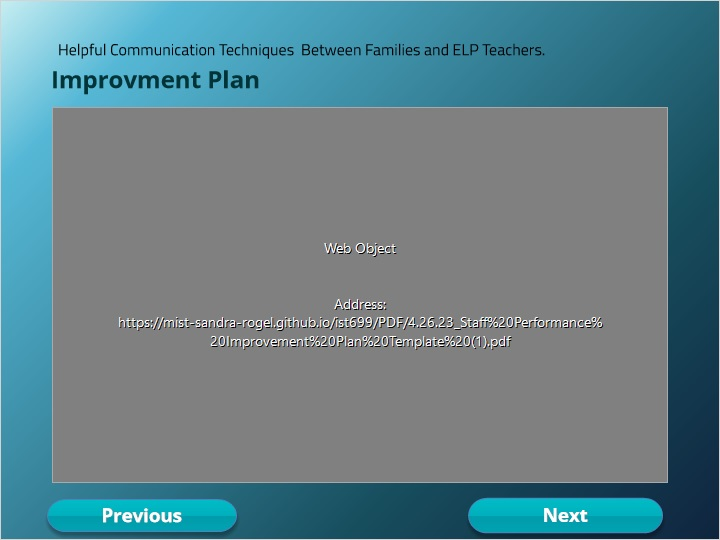 Helpful Communication Techniques  Between Families and ELP Teachers.
Improvment Plan
Web Object
Address:
https://mist-sandra-rogel.github.io/ist699/PDF/4.26.23_Staff%20Performance%
20Improvement%20Plan%20Template%20(1).pdf
Previous
Next